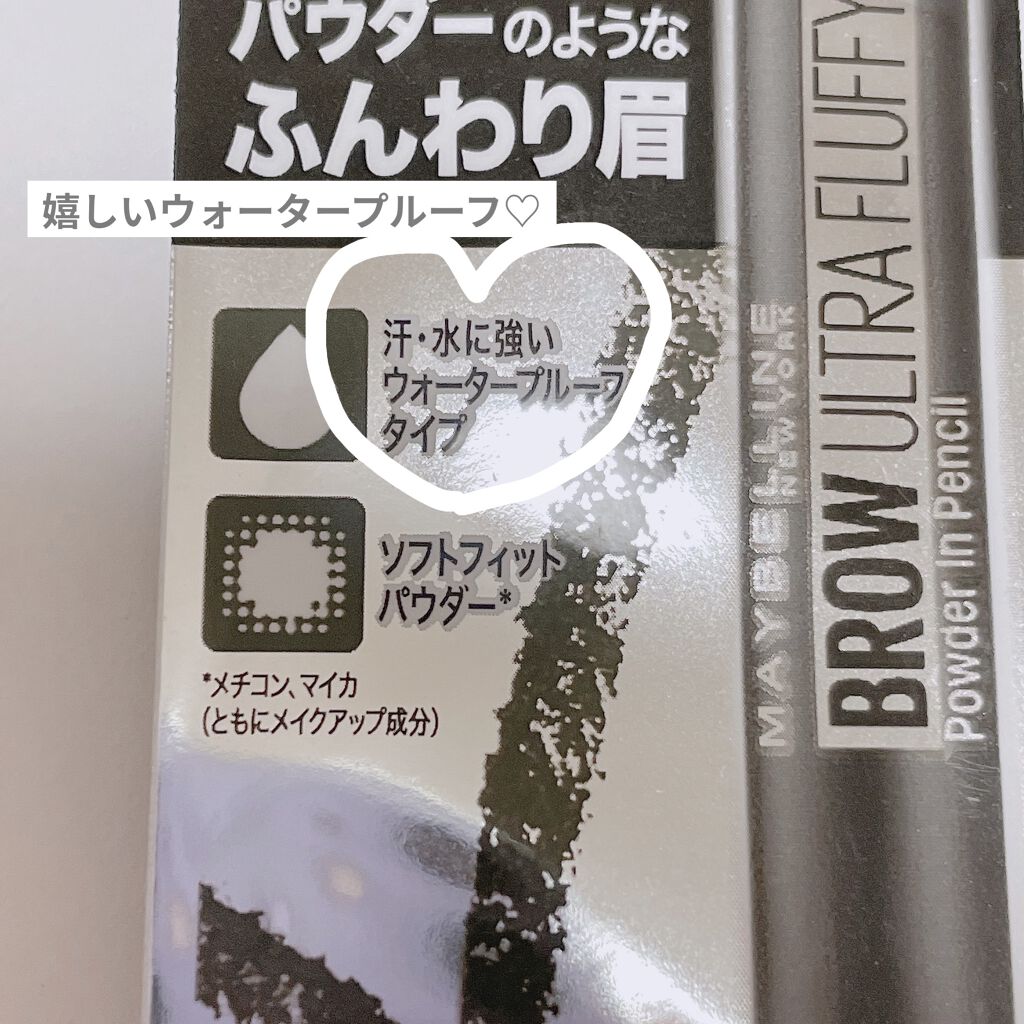 パウダーのような
ふんわり眉
嬉しいウォータープルーフ♡
汗・水に強い
ウォータープルーフ
タイプ
ソフトフィット
パウダー*
*メチコン、マイカ
(ともにメイクアップ成分)
MAYBELLINE
NEW YORK
BROW ULTRA FLUFFY
Powder In Pencil